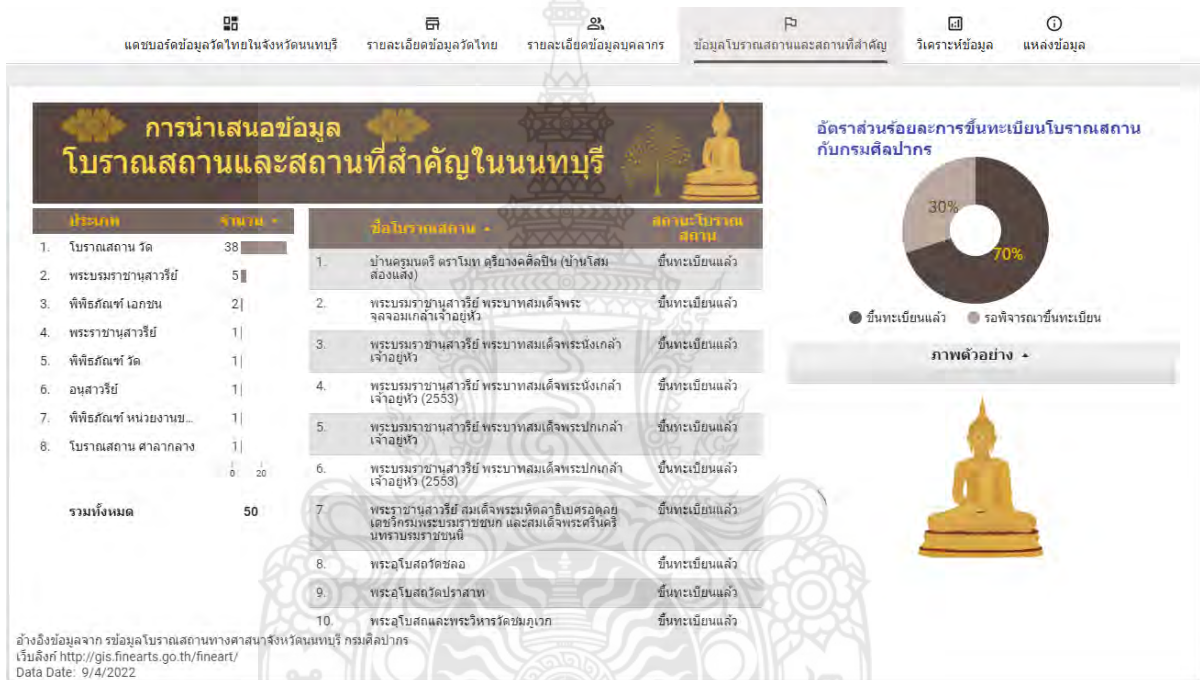 แดชบอร์ดข้อมูลวัดไทยในจังหวัดนนทบุรี
รายละเอียดข้อมูลวัดไทย
รายละเอียดข้อมูลบุคลากร
ข้อมูลโบราณสถานและสถานที่สำคัญ
วิเคราะห์ข้อมูล
แหล่งข้อมูล
การนำเสนอข้อมูล
โบราณสถานและสถานที่สำคัญในนนทบุรี
ประเภท จำนวน
1. โบราณสถาน วัด 38
2. พระบรมราชานุสาวรีย์ 5
3. พิพิธภัณฑ์ เอกชน 2
4. พระราชานุสาวรีย์ 1
5. พิพิธภัณฑ์ วัด 1
6. อนุสาวรีย์ 1
7. พิพิธภัณฑ์ หน่วยงานข... 1
8. โบราณสถาน ศาลากลาง 1
0 20
รวมทั้งหมด 50
ชื่อโบราณสถาน สถานะโบราณ
สถาน
1. บ้านครูมนตรี ตราโมท ดุริยางคศิลปิน (บ้านโสม ขึ้นทะเบียนแล้ว
ส่องแสง)
2. พระบรมราชานุสาวรีย์ พระบาทสมเด็จพระ ขึ้นทะเบียนแล้ว
จุลจอมเกล้าเจ้าอยู่หัว
3. พระบรมราชานุสาวรีย์ พระบาทสมเด็จพระนั่งเกล้า ขึ้นทะเบียนแล้ว
เจ้าอยู่หัว
4. พระบรมราชานุสาวรีย์ พระบาทสมเด็จพระนั่งเกล้า ขึ้นทะเบียนแล้ว
เจ้าอยู่หัว (2553)
5. พระบรมราชานุสาวรีย์ พระบาทสมเด็จพระปกเกล้า ขึ้นทะเบียนแล้ว
เจ้าอยู่หัว
6. พระบรมราชานุสาวรีย์ พระบาทสมเด็จพระปกเกล้า ขึ้นทะเบียนแล้ว
เจ้าอยู่หัว (2553)
7. พระราชานุสาวรีย์ สมเด็จพระมหิตลาธิเบศรอดุลย ขึ้นทะเบียนแล้ว
เดชวิกรมพระบรมราชชนก และสมเด็จพระศรีนครี
นทราบรมราชชนนี
8. พระอุโบสถวัดชลอ ขึ้นทะเบียนแล้ว
9. พระอุโบสถวัดปราสาท ขึ้นทะเบียนแล้ว
10. พระอุโบสถและพระวิหารวัดชมภูเวก ขึ้นทะเบียนแล้ว
อัตราส่วนร้อยละการขึ้นทะเบียนโบราณสถาน
กับกรมศิลปากร
30%
70%
ขึ้นทะเบียนแล้ว รอพิจารณาขึ้นทะเบียน
ภาพตัวอย่าง
อ้างอิงข้อมูลจาก รข้อมูลโบราณสถานทางศาสนาจังหวัดนนทบุรี กรมศิลปากร
เว็บลิงก์ http://gis.finearts.go.th/fineart/
Data Date: 9/4/2022